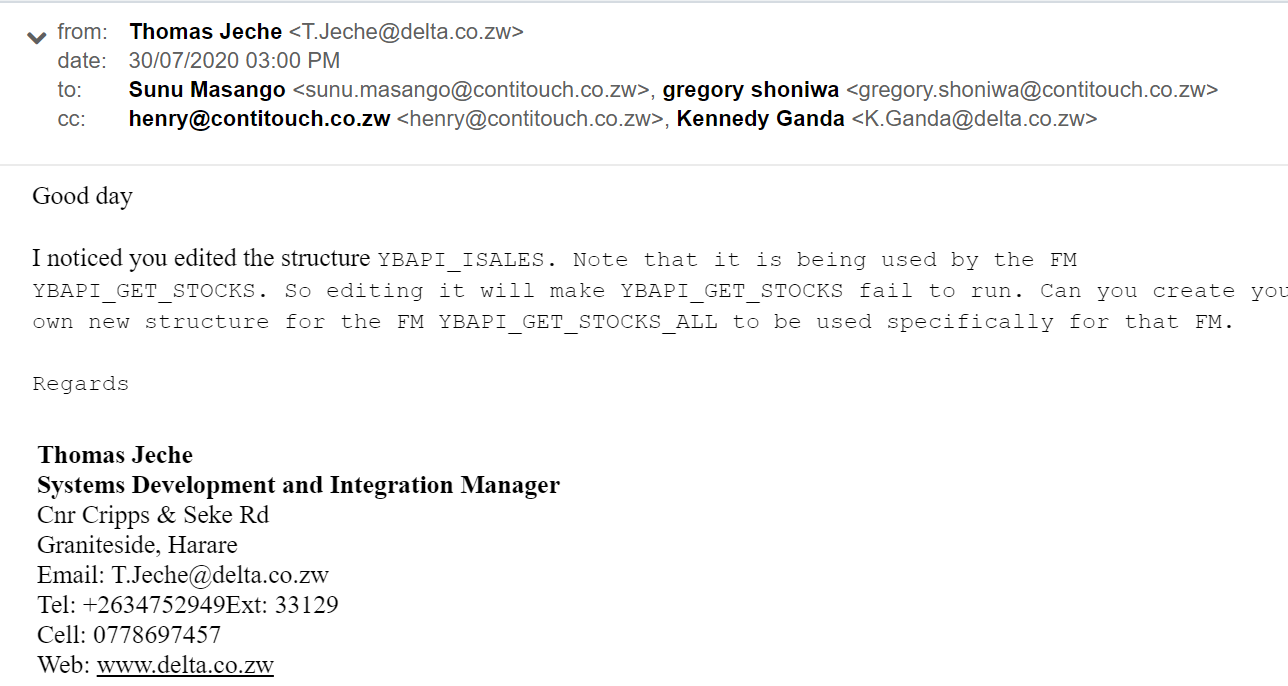 from: Thomas Jeche <T.Jeche@delta.co.zw>
date: 30/07/2020 03:00 PM
to: Sunu Masango <sunu.masango@contitouch.co.zw>, gregory shoniwa <gregory.shoniwa@contitouch.co.zw>
cc: henry@contitouch.co.zw <henry@contitouch.co.zw>, Kennedy Ganda <K.Ganda@delta.co.zw>
Good day
I noticed you edited the structure YBAPI_ISALES. Note that it is being used by the FM
YBAPI_GET_STOCKS. So editing it will make YBAPI_GET_STOCKS fail to run. Can you create you
own new structure for the FM YBAPI_GET_STOCKS_ALL to be used specifically for that FM.
Regards
Thomas Jeche
Systems Development and Integration Manager
Cnr Cripps & Seke Rd
Graniteside, Harare
Email: T.Jeche@delta.co.zw
Tel: +2634752949Ext: 33129
Cell: 0778697457
Web: www.delta.co.zw